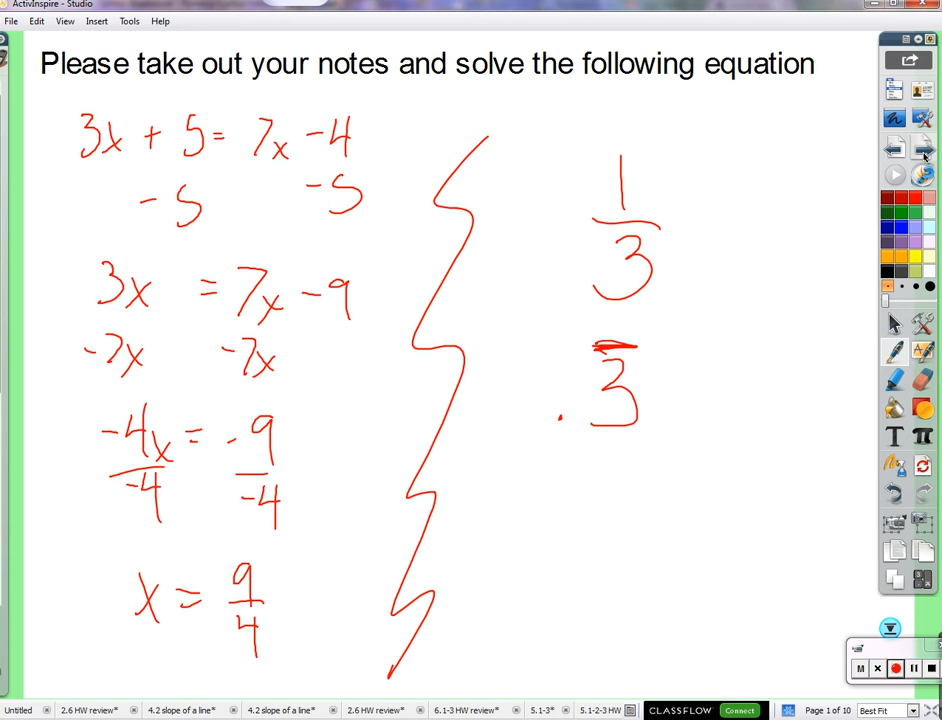 ActivInspire - Studio
File Edit View Insert Tools Help
Please take out your notes and solve the following equation
3x + 5 = 7x - 4
- 5 - 5
3x = 7x - 9
-7x -7x
-4x = -9
-4 -4
x = 9
4
1
3
. 3̅
T π
M
Untitled 2.6 HW review* 4.2 slope of a line* 4.2 slope of a line* 2.6 HW review* 6.1-3 HW review* 5.1-3* 5.1-2-3 HW CLASSFLOW Connect Page 1 of 10 Best Fit